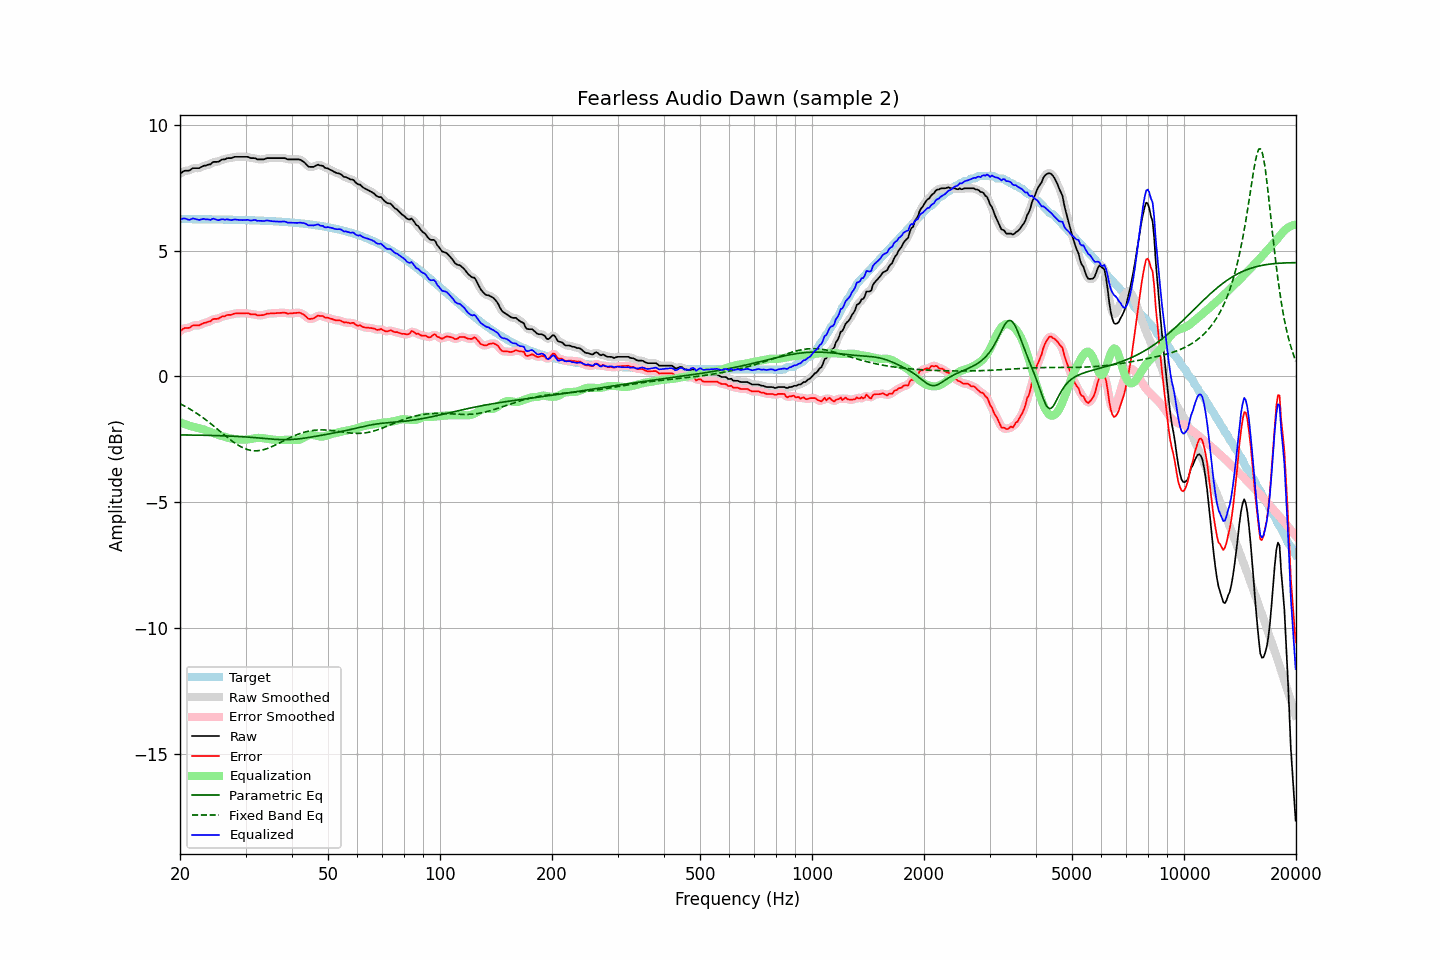 Fearless Audio Dawn (sample 2)
10
5
0
−5
−10
−15
Amplitude (dBr)
Target
Raw Smoothed
Error Smoothed
Raw
Error
Equalization
Parametric Eq
Fixed Band Eq
Equalized
20 50 100 200 500 1000 2000 5000 10000 20000
Frequency (Hz)